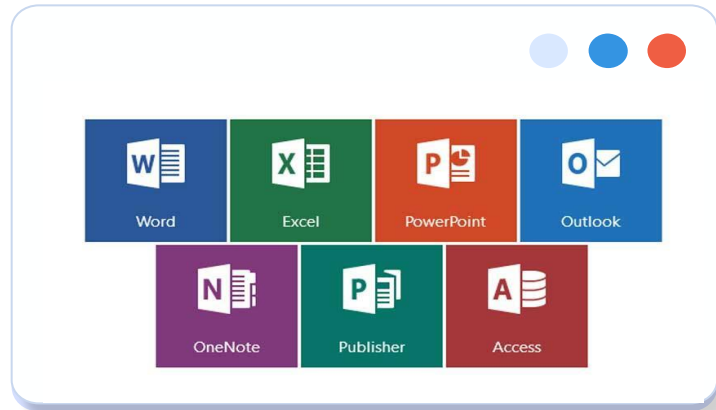 W
X
P
O
Word
Excel
PowerPoint
Outlook
N
P
A
OneNote
Publisher
Access